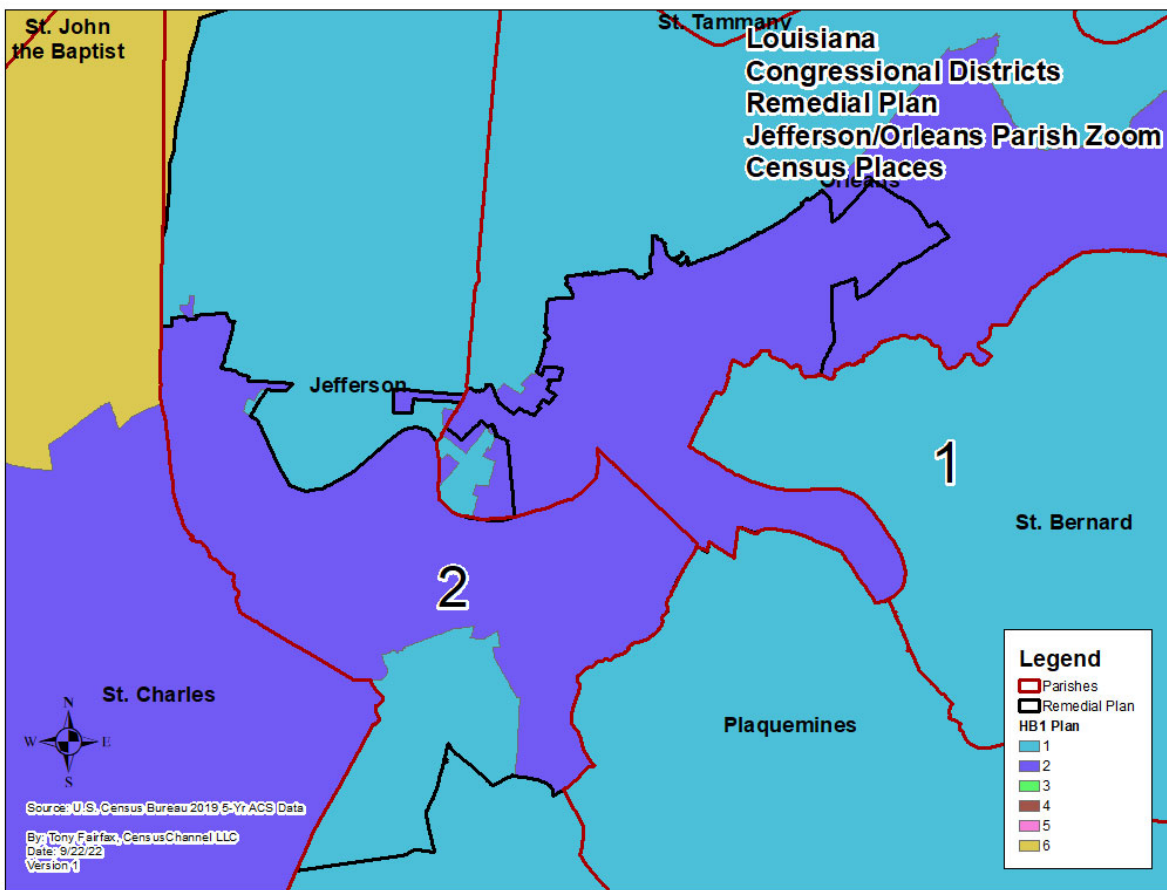 St. John
the Baptist
St. Tammany
Louisiana
Congressional Districts
Remedial Plan
Jefferson/Orleans Parish Zoom
Census Places
Orleans
Jefferson
1
St. Bernard
2
St. Charles
Plaquemines
N
W E
S
Source: U.S. Census Bureau 2019 5-Yr ACS Data
By: Tony Fairfax, CensusChannel LLC
Date: 9/22/22
Version 1
Legend
Parishes
Remedial Plan
HB1 Plan
1
2
3
4
5
6